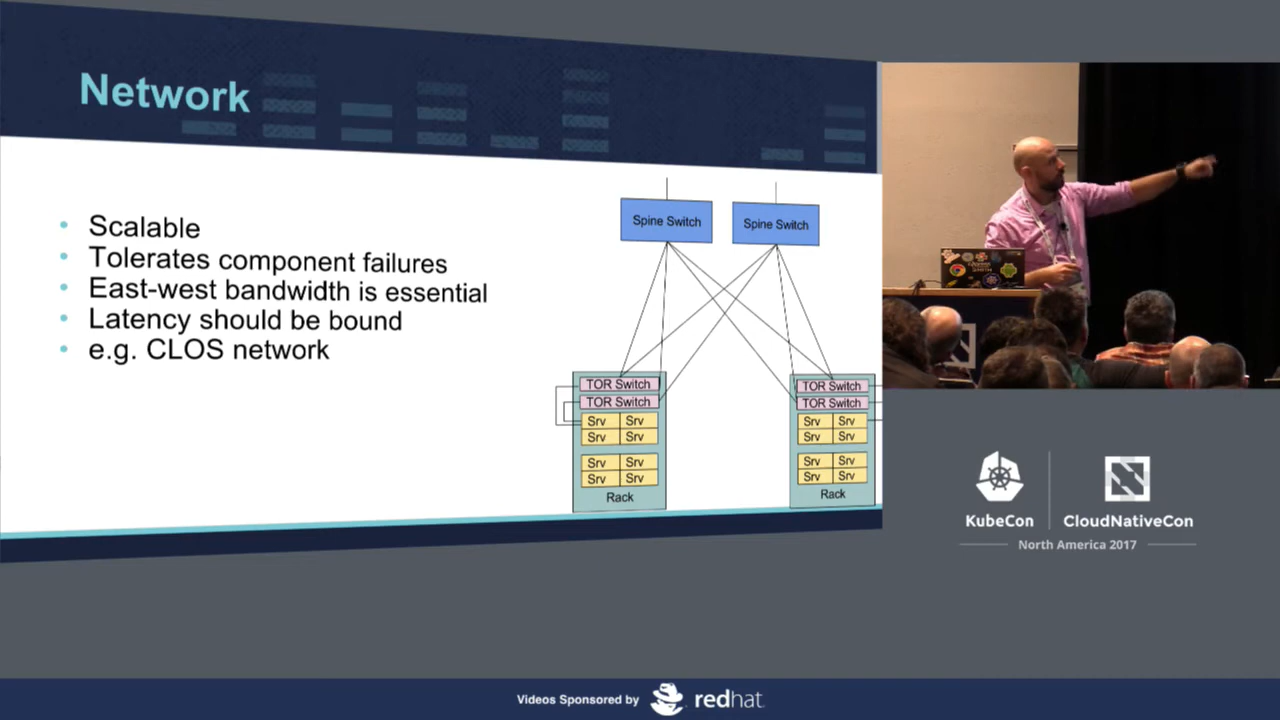 Network
Scalable
Tolerates component failures
East-west bandwidth is essential
Latency should be bound
e.g. CLOS network
Spine Switch
Spine Switch
TOR Switch
TOR Switch
Srv Srv
Srv Srv
Srv Srv
Srv Srv
Rack
TOR Switch
TOR Switch
Srv Srv
Srv Srv
Srv Srv
Srv Srv
Rack
KubeCon
CloudNativeCon
North America 2017
Videos Sponsored by
redhat.